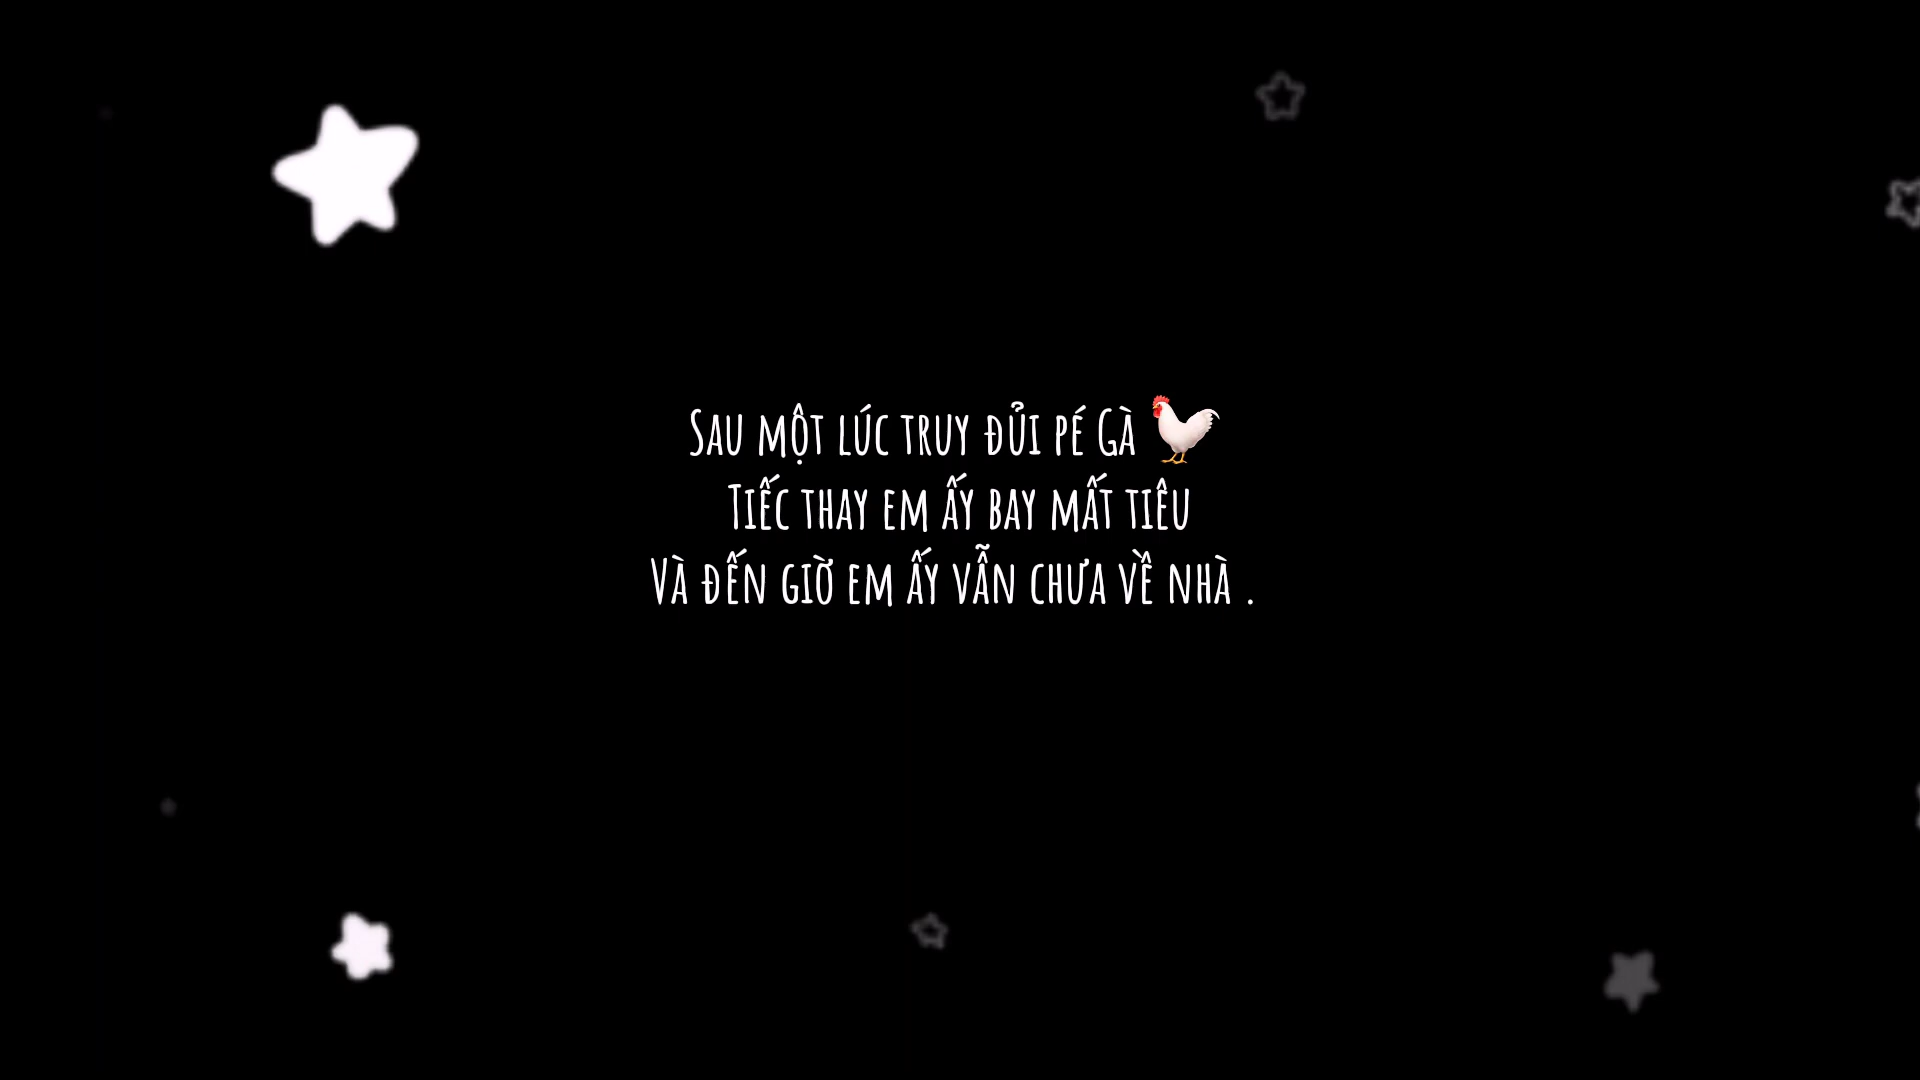 Sau một lúc truy đủi pé Gà 🐓
Tiếc thay em ấy bay mất tiêu
Và đến giờ em ấy vẫn chưa về nhà .